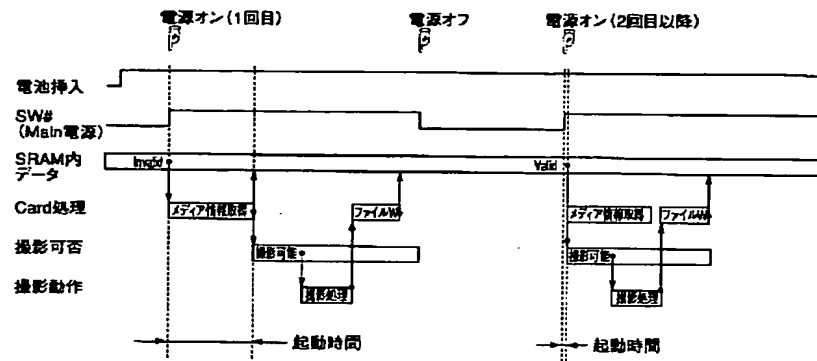 電源オン(1回目)
電源オフ
電源オン(2回目以降)
電池挿入
SW#
(Main電源)
SRAM内
データ
Invalid
Valid
Card処理
メディア情報取得
ファイルW
メディア情報取得
ファイルW
撮影可否
撮影可能
撮影可能
撮影動作
撮影処理
撮影処理
起動時間
起動時間